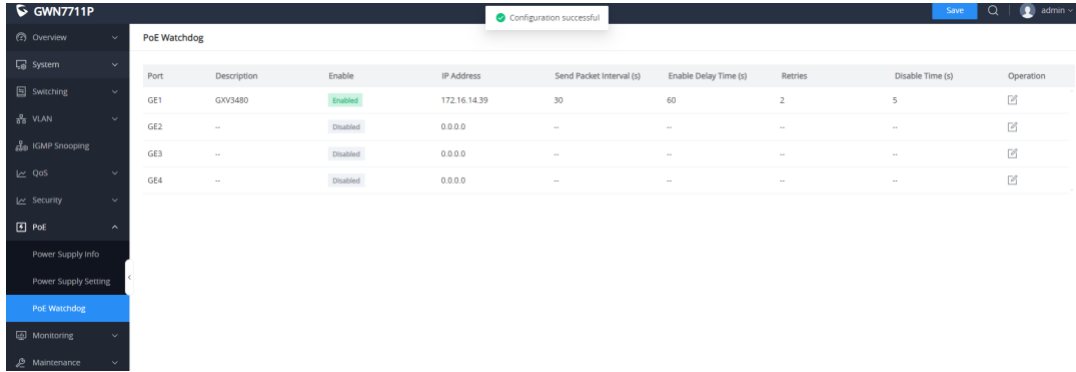 GWN7711P
Configuration successful
Save
admin
Overview
System
Switching
VLAN
IGMP Snooping
QoS
Security
PoE
Power Supply Info
Power Supply Setting
PoE Watchdog
Monitoring
Maintenance
PoE Watchdog
Port Description Enable IP Address Send Packet Interval (s) Enable Delay Time (s) Retries Disable Time (s) Operation
GE1 GXV3480 Enabled 172.16.14.39 30 60 2 5
GE2 -- Disabled 0.0.0.0 -- -- -- --
GE3 -- Disabled 0.0.0.0 -- -- -- --
GE4 -- Disabled 0.0.0.0 -- -- -- --